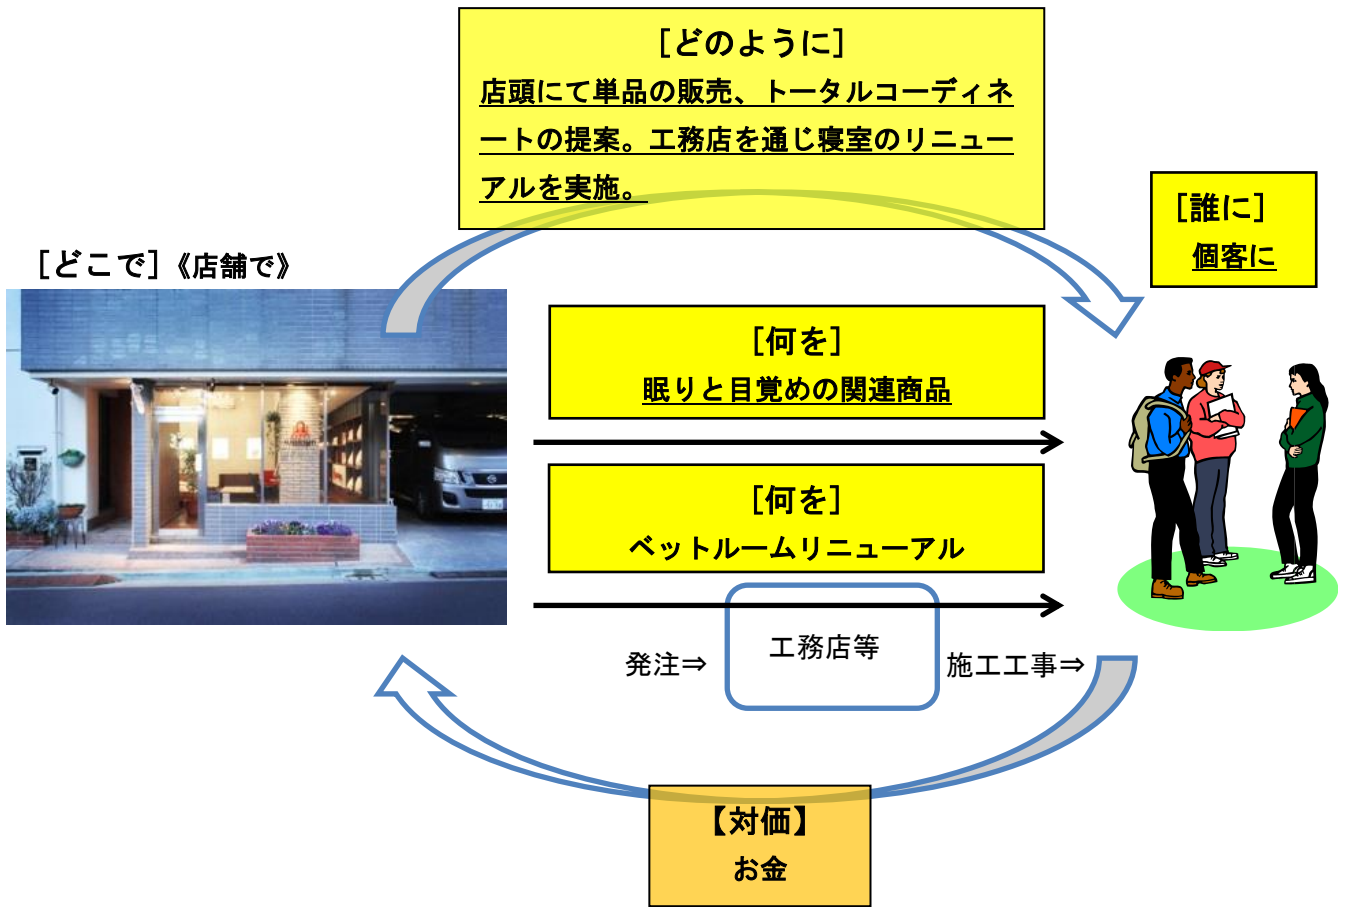 [どのように]
店頭にて単品の販売、トータルコーディネ
ートの提案。工務店を通じ寝室のリニュー
アルを実施。
[誰に]
個客に
[どこで]《店舗で》
[何を]
眠りと目覚めの関連商品
[何を]
ベットルームリニューアル
発注⇒
工務店等
施工工事⇒
【対価】
お金